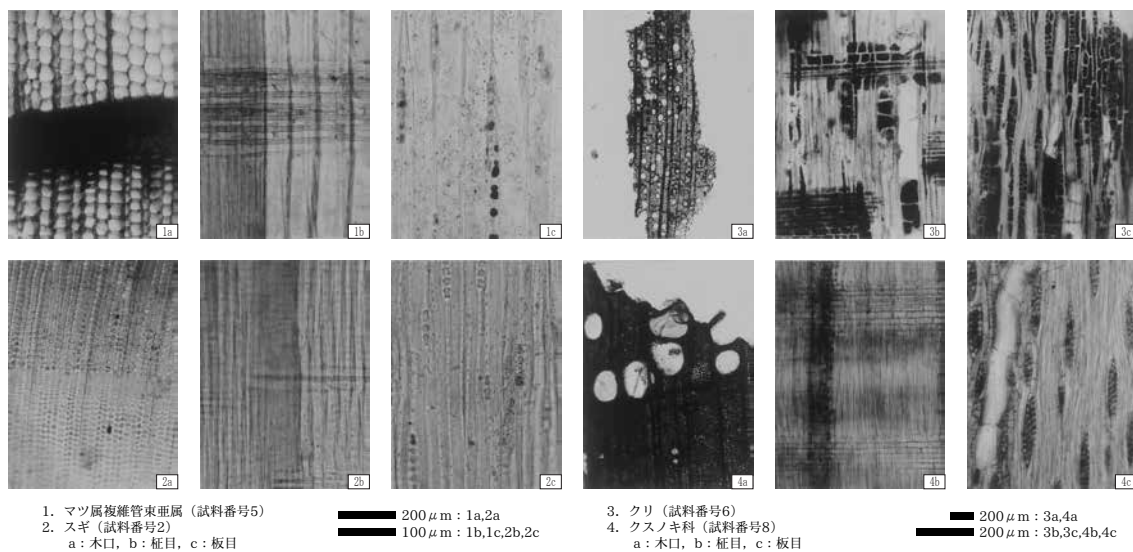 1a
1b
1c
3a
3b
3c
2a
2b
2c
4a
4b
4c
1. マツ属複維管束亜属（試料番号5）
2. スギ（試料番号2）
a：木口，b：柾目，c：板目
200μm：1a,2a
100μm：1b,1c,2b,2c
3. クリ（試料番号6）
4. クスノキ科（試料番号8）
a：木口，b：柾目，c：板目
200μm：3a,4a
200μm：3b,3c,4b,4c